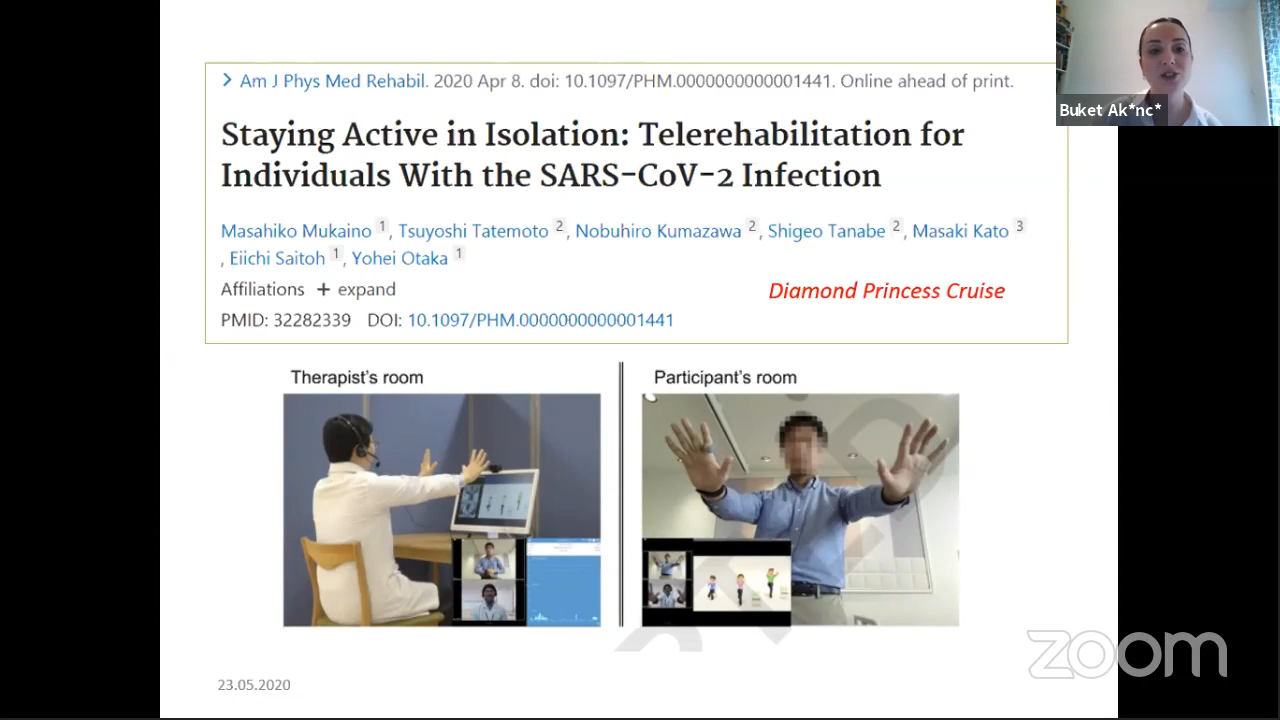 > Am J Phys Med Rehabil. 2020 Apr 8. doi: 10.1097/PHM.0000000000001441. Online ahead of print.
Staying Active in Isolation: Telerehabilitation for
Individuals With the SARS-CoV-2 Infection
Masahiko Mukaino 1, Tsuyoshi Tatemoto 2, Nobuhiro Kumazawa 2, Shigeo Tanabe 2, Masaki Kato 3
, Eiichi Saitoh 1, Yohei Otaka 1
Affiliations + expand
Diamond Princess Cruise
PMID: 32282339 DOI: 10.1097/PHM.0000000000001441
Therapist's room
Participant's room
23.05.2020
Buket Ak*nc*
zoom